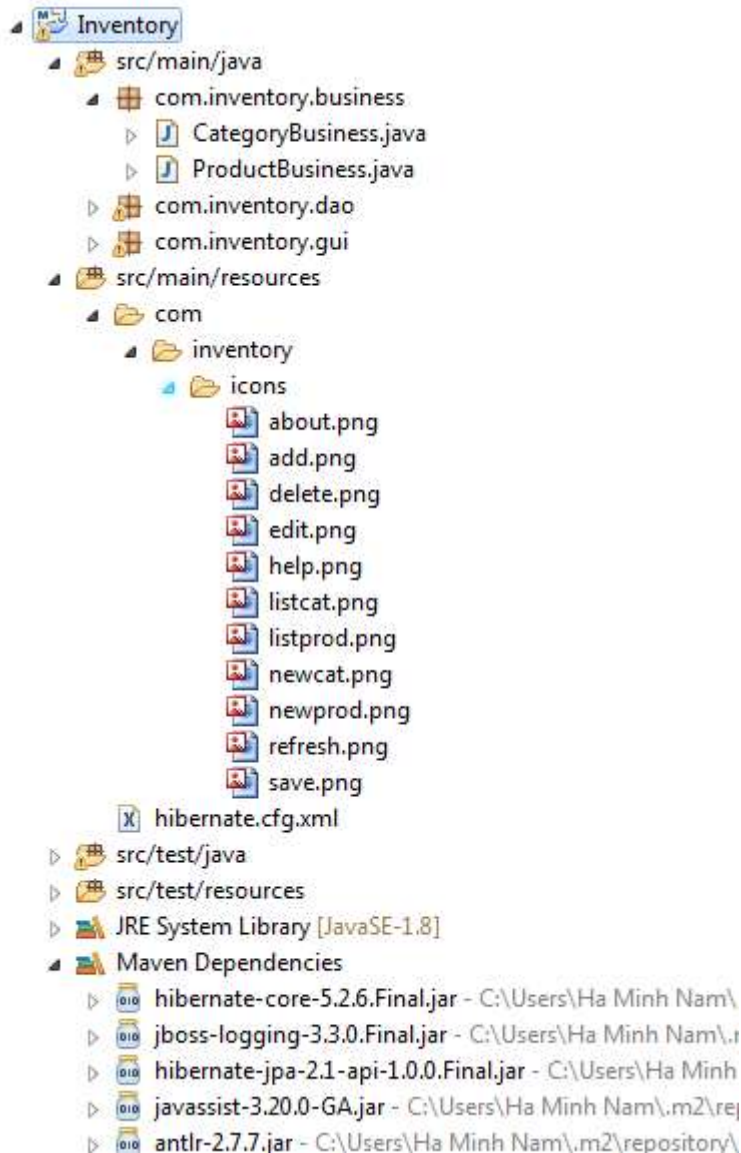 Inventory
src/main/java
com.inventory.business
CategoryBusiness.java
ProductBusiness.java
com.inventory.dao
com.inventory.gui
src/main/resources
com
inventory
icons
about.png
add.png
delete.png
edit.png
help.png
listcat.png
listprod.png
newcat.png
newprod.png
refresh.png
save.png
hibernate.cfg.xml
src/test/java
src/test/resources
JRE System Library [JavaSE-1.8]
Maven Dependencies
hibernate-core-5.2.6.Final.jar - C:\Users\Ha Minh Nam\
jboss-logging-3.3.0.Final.jar - C:\Users\Ha Minh Nam\.
hibernate-jpa-2.1-api-1.0.0.Final.jar - C:\Users\Ha Minh
javassist-3.20.0-GA.jar - C:\Users\Ha Minh Nam\.m2\re
antlr-2.7.7.jar - C:\Users\Ha Minh Nam\.m2\repository\